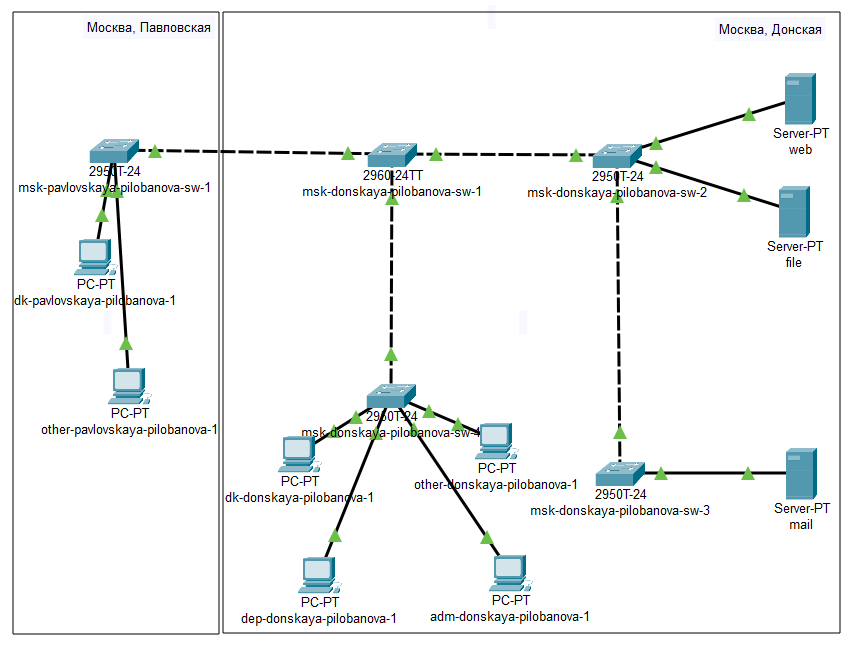 Москва, Павловская
Москва, Донская
Server-PT
web
2950T-24
msk-pavlovskaya-pilobanova-sw-1
2960-24TT
msk-donskaya-pilobanova-sw-1
2950T-24
msk-donskaya-pilobanova-sw-2
Server-PT
file
PC-PT
dk-pavlovskaya-pilobanova-1
PC-PT
other-pavlovskaya-pilobanova-1
2950T-24
msk-donskaya-pilobanova-sw-4
PC-PT
dk-donskaya-pilobanova-1
PC-PT
other-donskaya-pilobanova-1
2950T-24
msk-donskaya-pilobanova-sw-3
Server-PT
mail
PC-PT
dep-donskaya-pilobanova-1
PC-PT
adm-donskaya-pilobanova-1